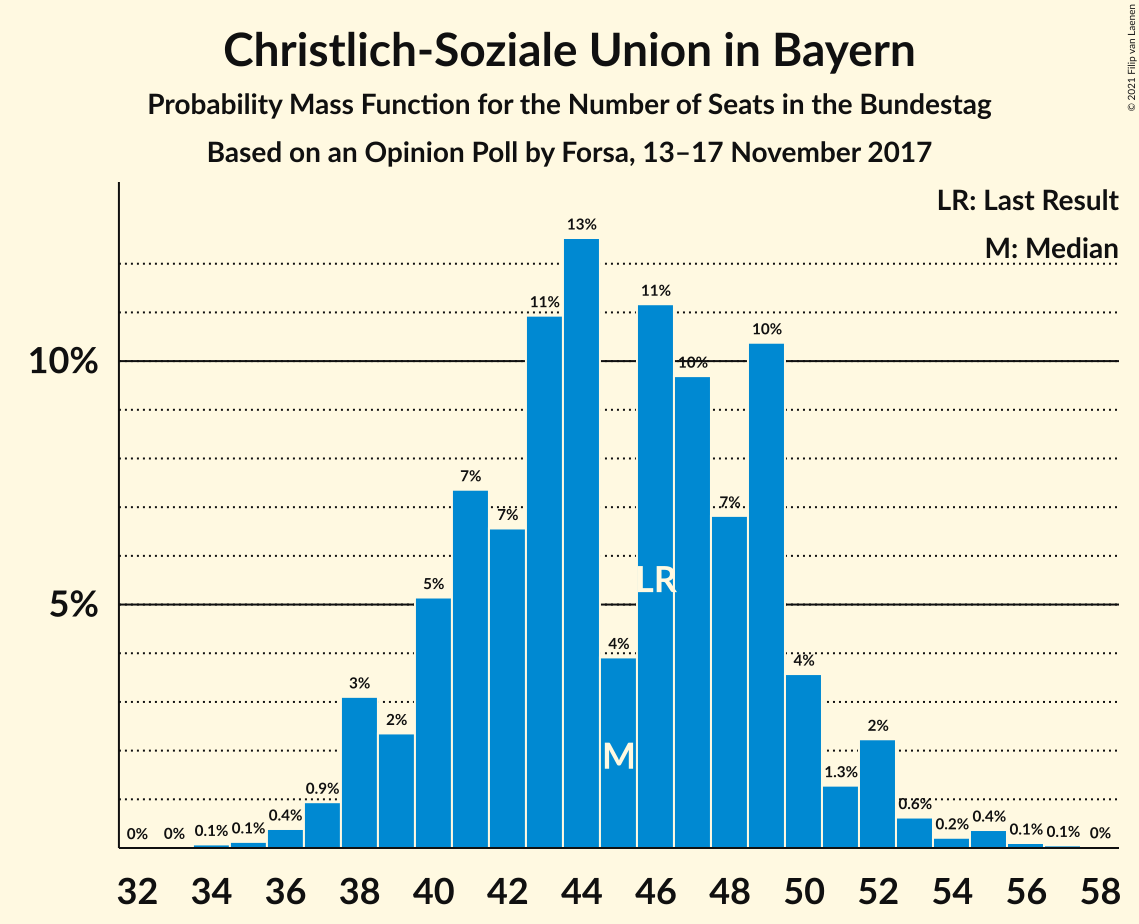 Christlich-Soziale Union in Bayern
Probability Mass Function for the Number of Seats in the Bundestag
Based on an Opinion Poll by Forsa, 13–17 November 2017
© 2021 Filip van Laenen
LR: Last Result
M: Median
10%
5%
0% 0% 0.1% 0.1% 0.4% 0.9% 3% 2% 5% 7% 7% 11% 13% 4% 11% 10% 7% 10% 4% 1.3% 2% 0.6% 0.2% 0.4% 0.1% 0.1% 0%
LR
M
32 34 36 38 40 42 44 46 48 50 52 54 56 58